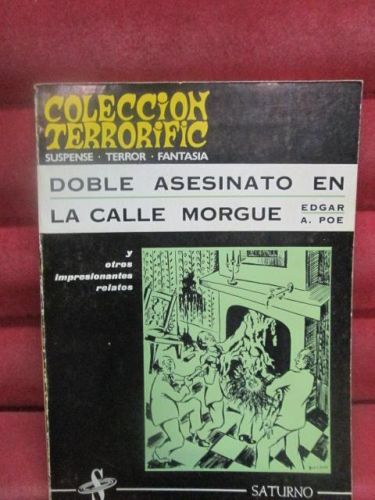 COLECCION
TERRORIFIC
SUSPENSE · TERROR · FANTASIA
DOBLE ASESINATO EN
LA CALLE MORGUE EDGAR A. POE
y
otros
impresionantes
relatos
SATURNO